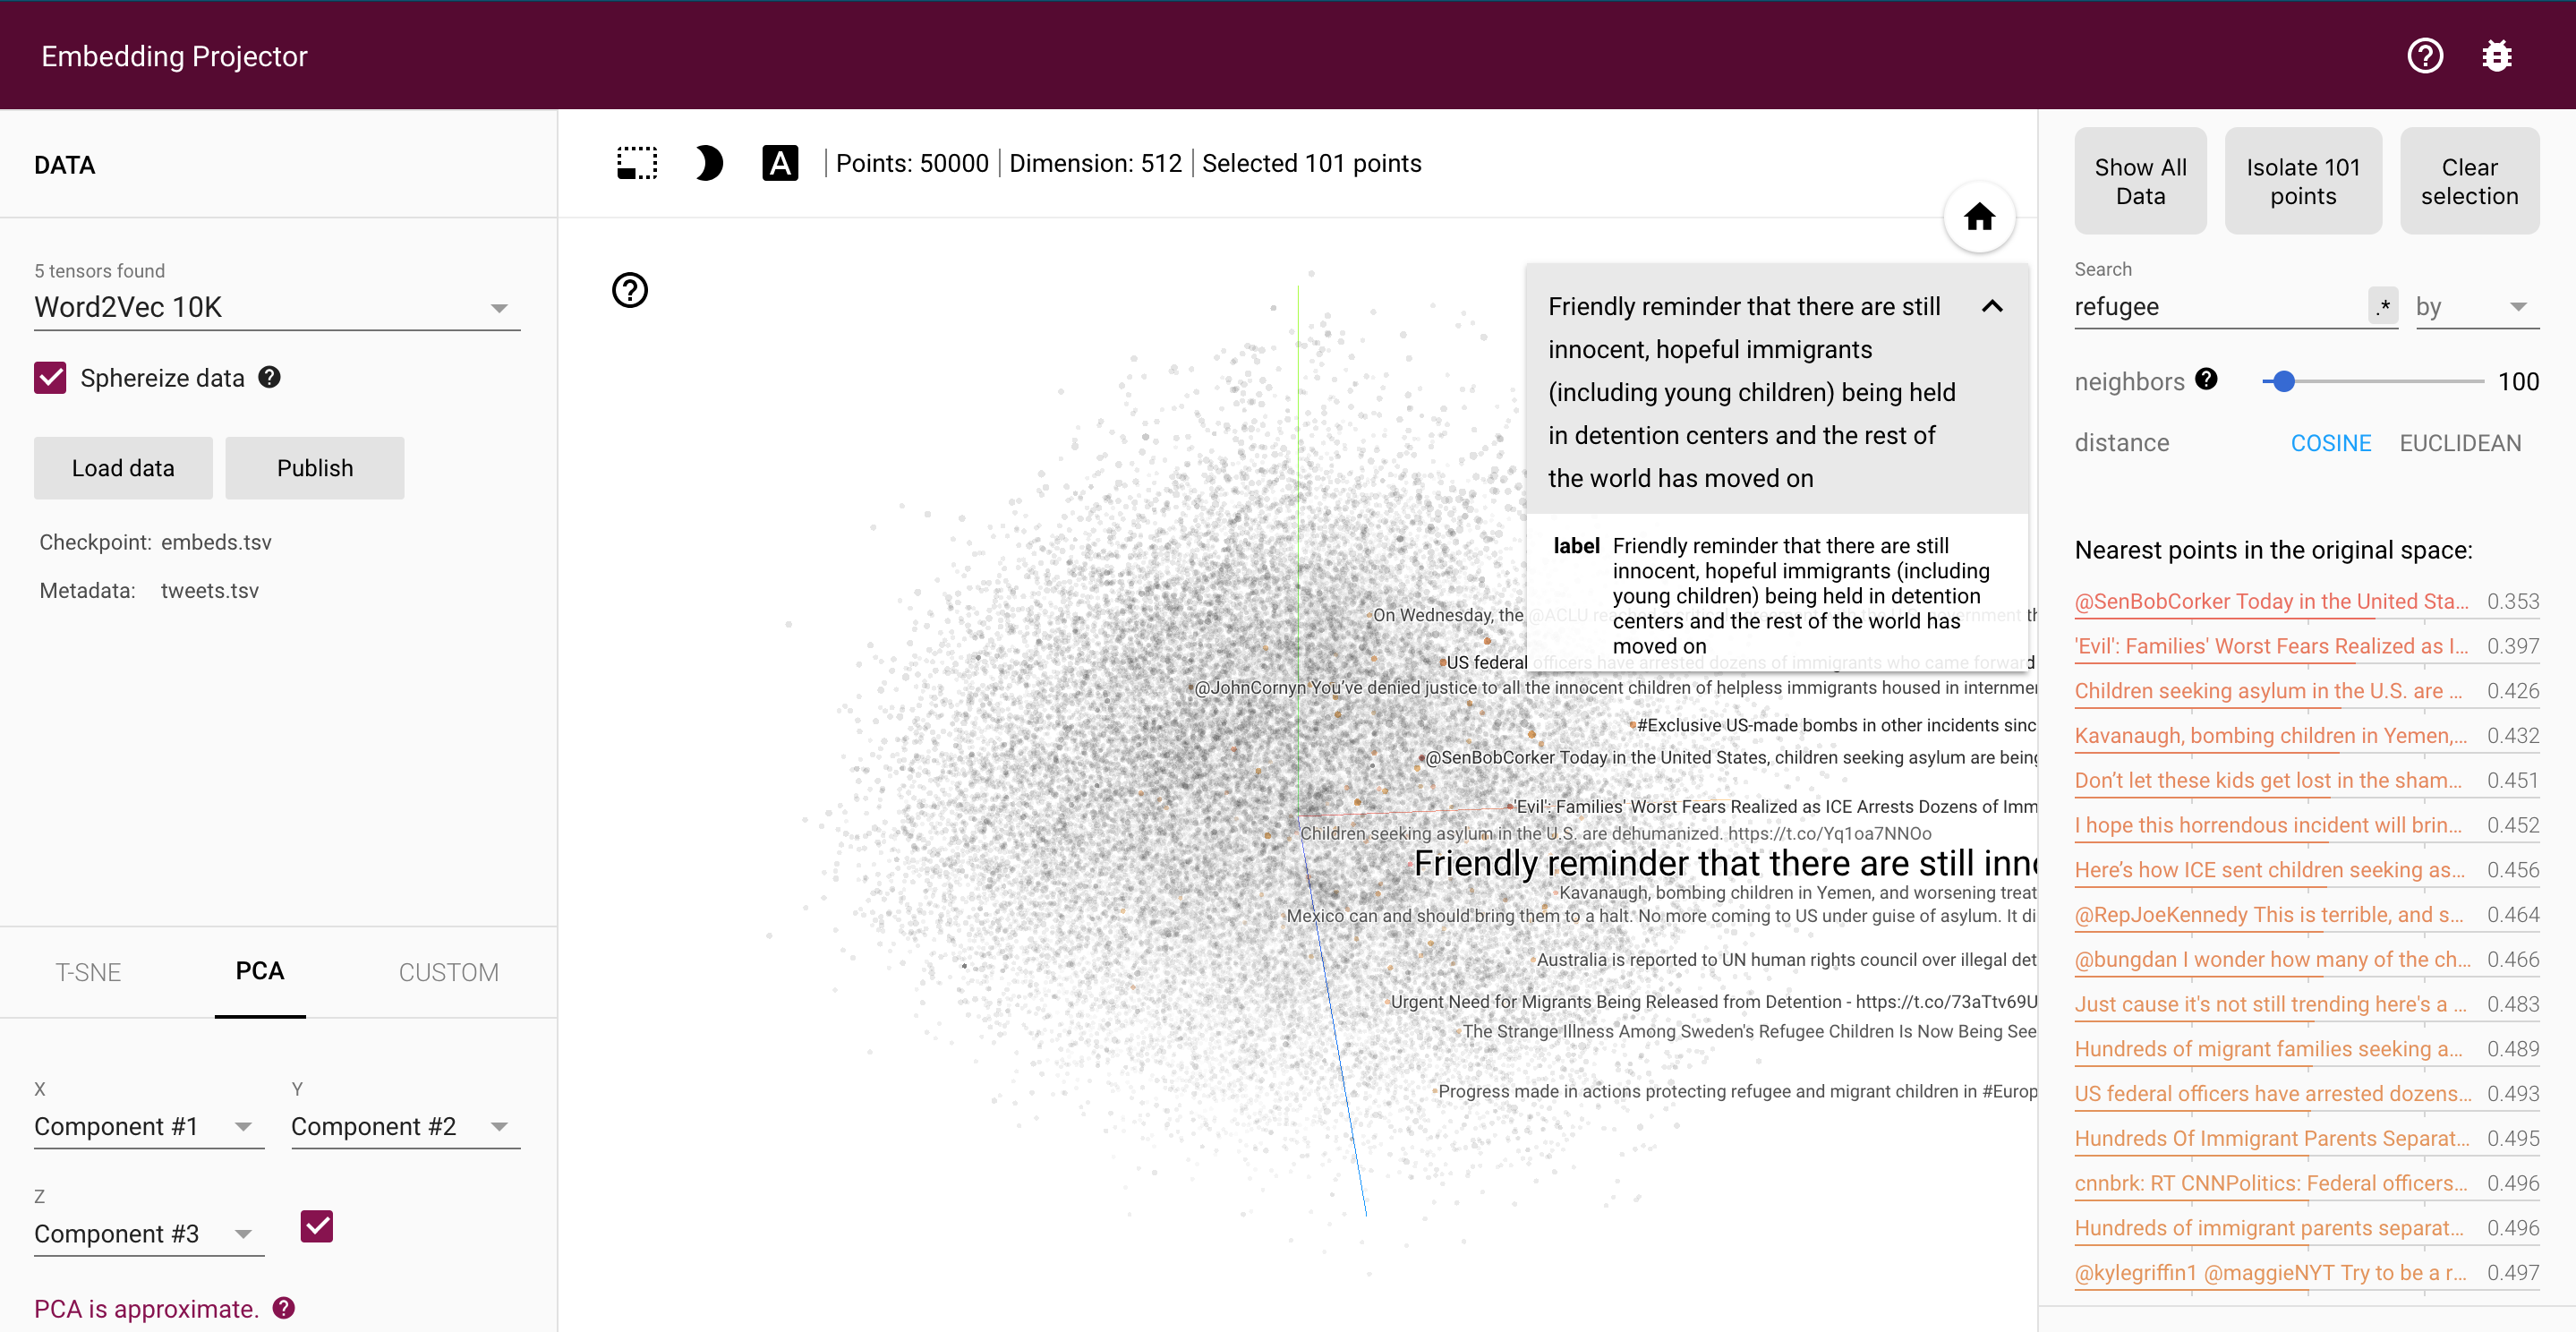 Embedding Projector
DATA
5 tensors found
Word2Vec 10K
Sphereize data
Load data
Publish
Checkpoint: embeds.tsv
Metadata: tweets.tsv
T-SNE
PCA
CUSTOM
X
Y
Component #1
Component #2
Z
Component #3
PCA is approximate.
A
Points: 50000
Dimension: 512
Selected 101 points
Friendly reminder that there are still
innocent, hopeful immigrants
(including young children) being held
in detention centers and the rest of
the world has moved on
label Friendly reminder that there are still
innocent, hopeful immigrants (including
young children) being held in detention
centers and the rest of the world has
moved on
On Wednesday, the @ACLU
US federal officers have arrested dozens of immigrants who came forward
@JohnCornyn You've denied justice to all the innocent children of helpless immigrants housed in internmen
#Exclusive US-made bombs in other incidents sinc
@SenBobCorker Today in the United States, children seeking asylum are being
'Evil': Families' Worst Fears Realized as ICE Arrests Dozens of Imm
Children seeking asylum in the U.S. are dehumanized. https://t.co/Yq1oa7NNOo
Friendly reminder that there are still inno
Kavanaugh, bombing children in Yemen, and worsening treat
Mexico can and should bring them to a halt. No more coming to US under guise of asylum. It di
Australia is reported to UN human rights council over illegal det
Urgent Need for Migrants Being Released from Detention - https://t.co/73aTtv69U
The Strange Illness Among Sweden's Refugee Children Is Now Being See
Progress made in actions protecting refugee and migrant children in #Europ
Show All
Data
Isolate 101
points
Clear
selection
Search
refugee
.*
by
neighbors
100
distance
COSINE
EUCLIDEAN
Nearest points in the original space:
@SenBobCorker Today in the United Sta... 0.353
'Evil': Families' Worst Fears Realized as I... 0.397
Children seeking asylum in the U.S. are ... 0.426
Kavanaugh, bombing children in Yemen,... 0.432
Don't let these kids get lost in the sham... 0.451
I hope this horrendous incident will brin... 0.452
Here's how ICE sent children seeking as... 0.456
@RepJoeKennedy This is terrible, and s... 0.464
@bungdan I wonder how many of the ch... 0.466
Just cause it's not still trending here's a ... 0.483
Hundreds of migrant families seeking a... 0.489
US federal officers have arrested dozens... 0.493
Hundreds Of Immigrant Parents Separat... 0.495
cnnbrk: RT CNNPolitics: Federal officers... 0.496
Hundreds of immigrant parents separat... 0.496
@kylegriffin1 @maggieNYT Try to be a r... 0.497